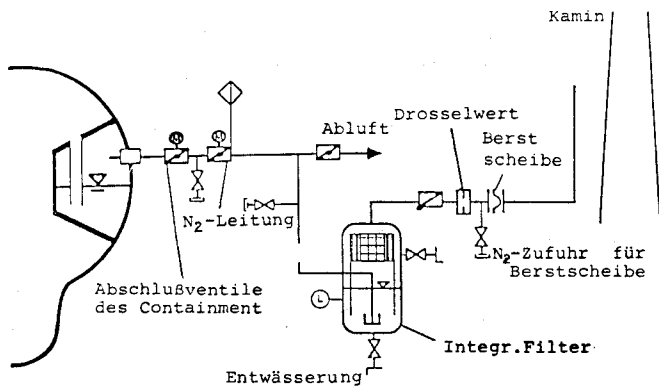 Kamin
Drosselwert
Berst
scheibe
Abluft
N₂-Leitung
N₂-Zufuhr für
Berstscheibe
Abschlußventile
des Containment
L
Integr.Filter
Entwässerung